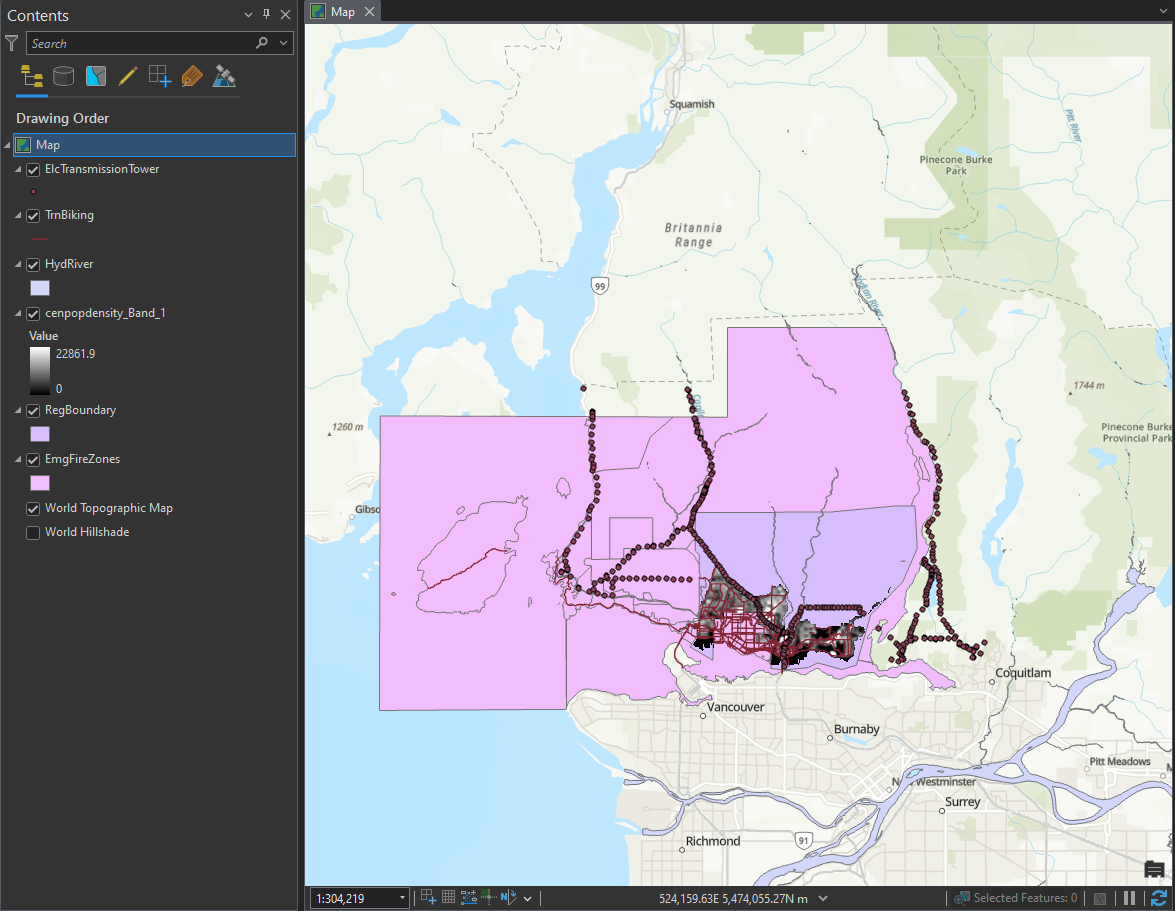 Contents
Map
Search
Drawing Order
Map
ElcTransmissionTower
TrnBiking
HydRiver
cenpopdensity_Band_1
Value
22861.9
0
RegBoundary
EmgFireZones
World Topographic Map
World Hillshade
Squamish
Pitt River
Pinecone Burke
Park
Britannia
Range
99
1744 m
1260 m
Pinecone Burke
Provincial Park
Coquitlam
Vancouver
Burnaby
Pitt Meadows
Westminster
Surrey
Richmond
91
1:304,219
524,159.63E 5,474,055.27N m
Selected Features: 0